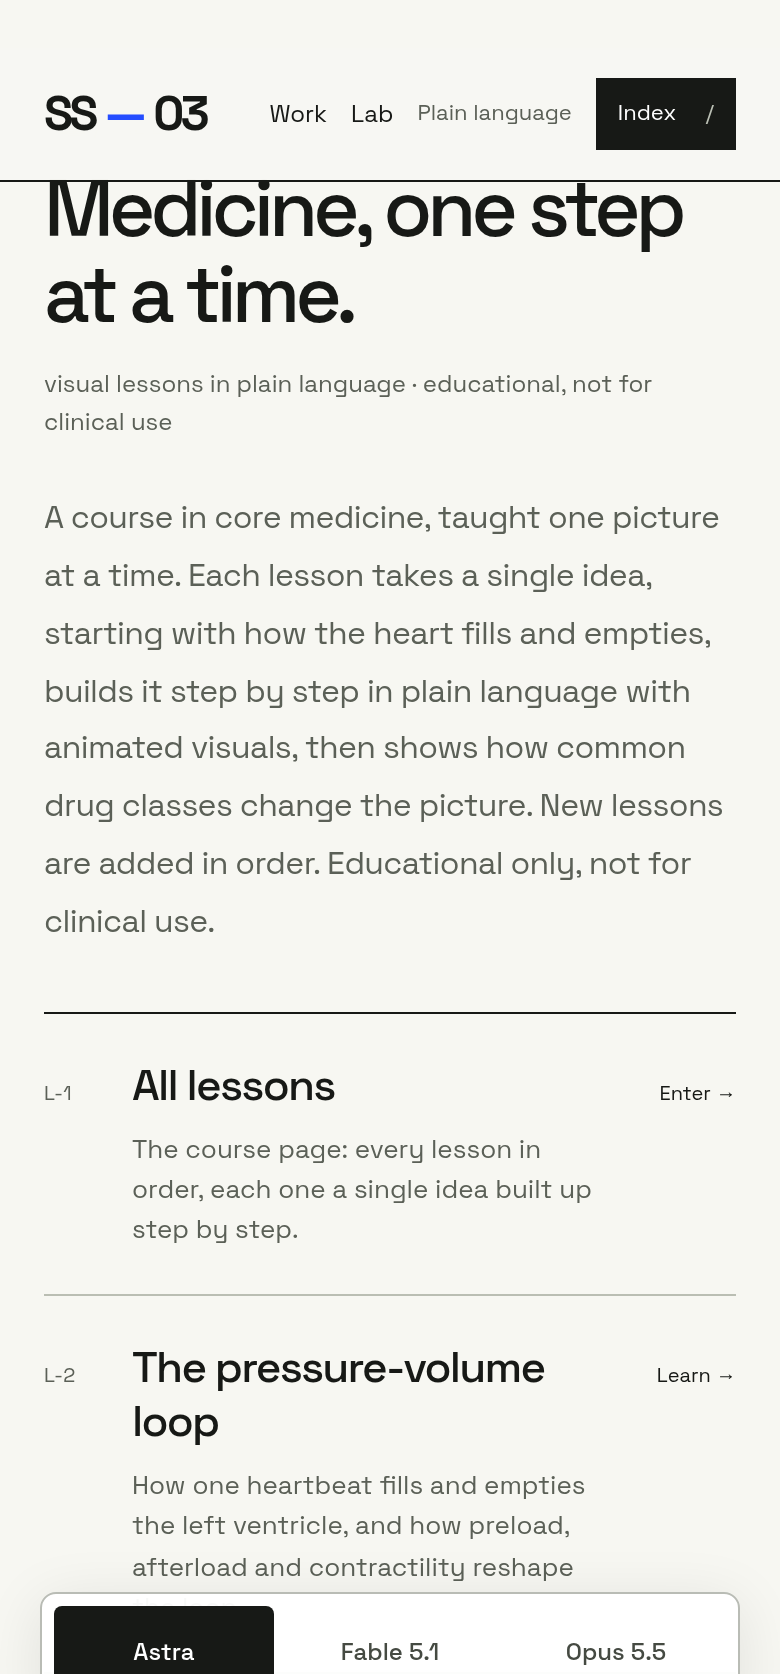 SS — 03
Work Lab Plain language Index /
Medicine, one step
at a time.
visual lessons in plain language · educational, not for
clinical use
A course in core medicine, taught one picture
at a time. Each lesson takes a single idea,
starting with how the heart fills and empties,
builds it step by step in plain language with
animated visuals, then shows how common
drug classes change the picture. New lessons
are added in order. Educational only, not for
clinical use.
L-1 All lessons Enter →
The course page: every lesson in
order, each one a single idea built up
step by step.
L-2 The pressure-volume Learn →
loop
How one heartbeat fills and empties
the left ventricle, and how preload,
afterload and contractility reshape
Astra Fable 5.1 Opus 5.5